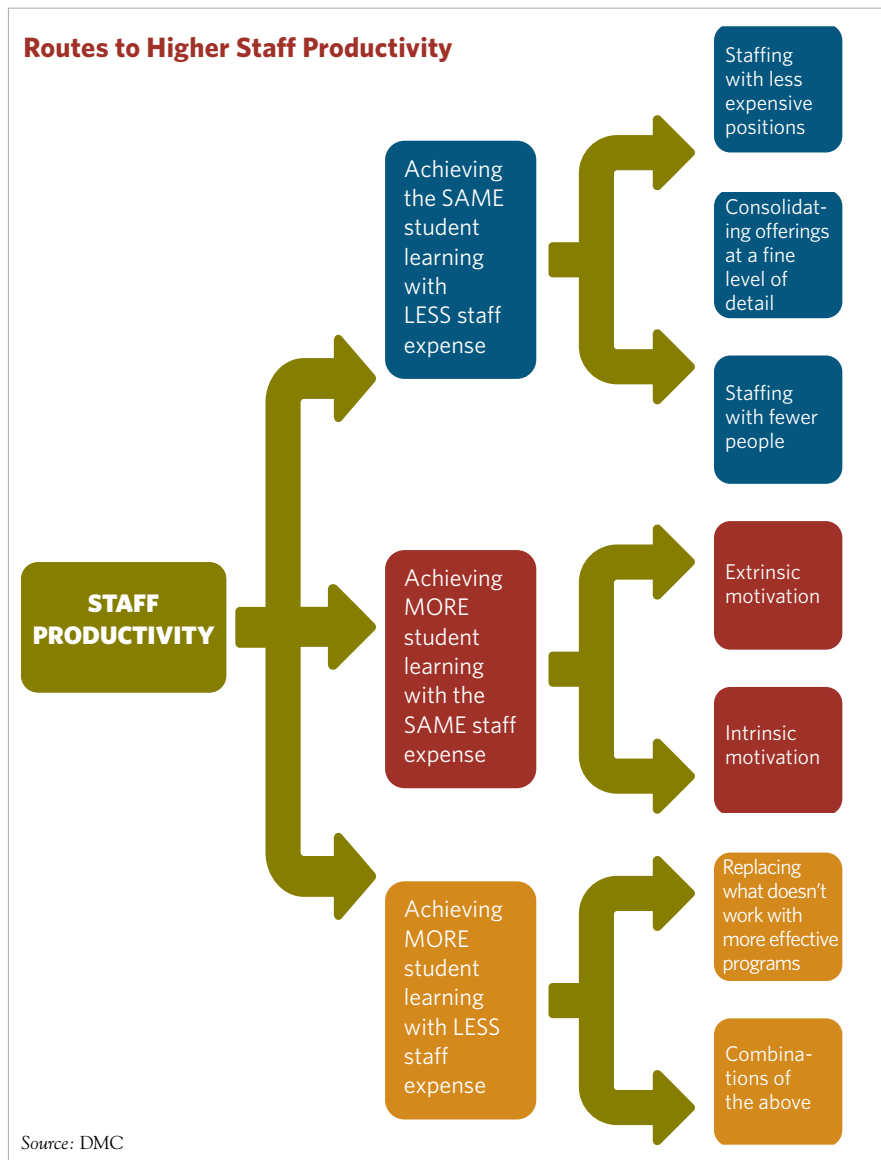 Routes to Higher Staff Productivity
STAFF
PRODUCTIVITY
Achieving
the SAME
student
learning
with
LESS staff
expense
Staffing
with less
expensive
positions
Consolidat-
ing offerings
at a fine
level of
detail
Staffing
with fewer
people
Achieving
MORE
student
learning
with the
SAME staff
expense
Extrinsic
motivation
Intrinsic
motivation
Achieving
MORE
student
learning
with LESS
staff
expense
Replacing
what doesn't
work with
more effective
programs
Combina-
tions of
the above
Source: DMC